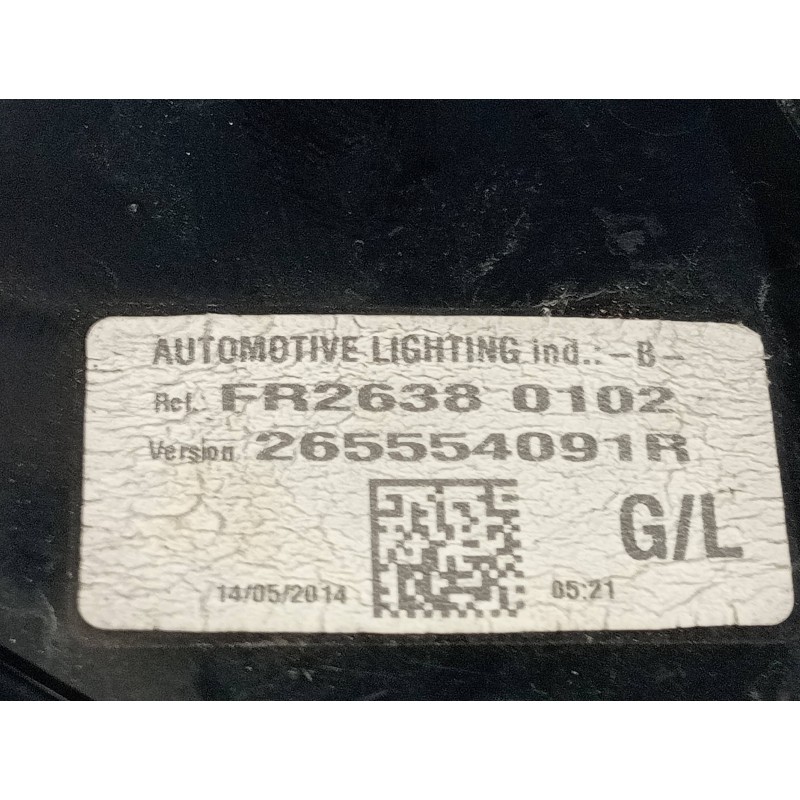 AUTOMOTIVE LIGHTING ind.: -B-
Ref.: FR2638 0102
Version 265554091R
G/L
14/05/2014 05:21